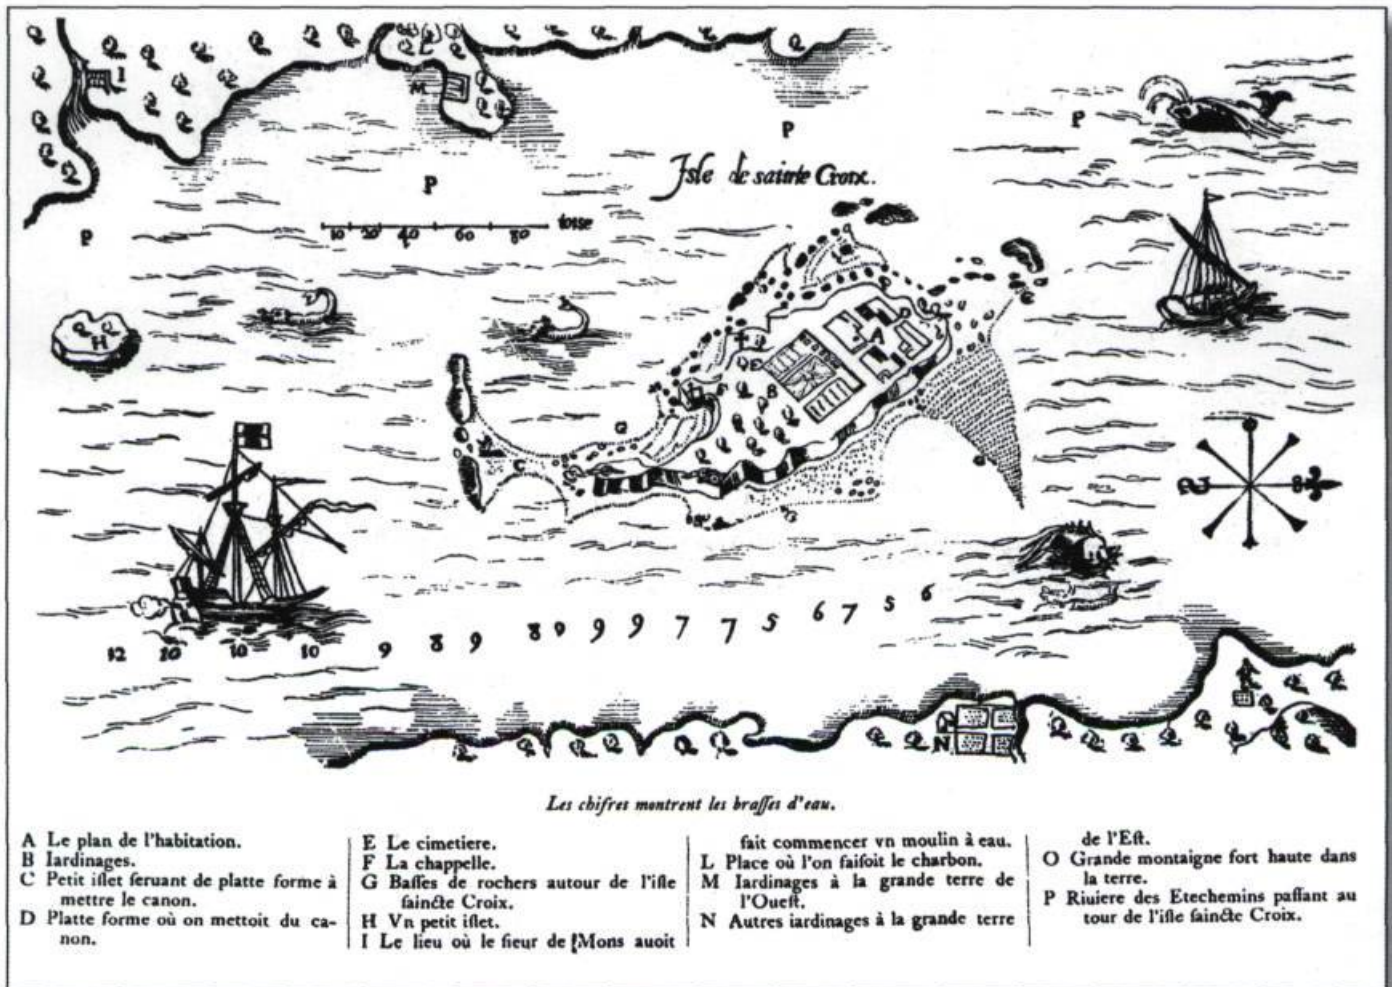 I
L
M
P
P
P
Isle de sainte Croix.
P
toise
10 20 40 60 80
H
A
E
B
F
G
C
G
G
12 10 10 10 9 8 9 8 9 9 9 7 7 5 6 7 5 6
N
Les chifres montrent les braſſes d'eau.
A Le plan de l'habitation.
B Iardinages.
C Petit iſlet ſeruant de platte forme à
mettre le canon.
D Platte forme où on mettoit du ca-
non.
E Le cimetiere.
F La chappelle.
G Baſſes de rochers autour de l'iſle
ſainƈte Croix.
H Vn petit iſlet.
I Le lieu où le ſieur de Mons auoit
fait commencer vn moulin à eau.
L Place où l'on faiſoit le charbon.
M Iardinages à la grande terre de
l'Oueſt.
N Autres iardinages à la grande terre
de l'Eſt.
O Grande montaigne fort haute dans
la terre.
P Riuiere des Etechemins paſſant au
tour de l'iſle ſainƈte Croix.